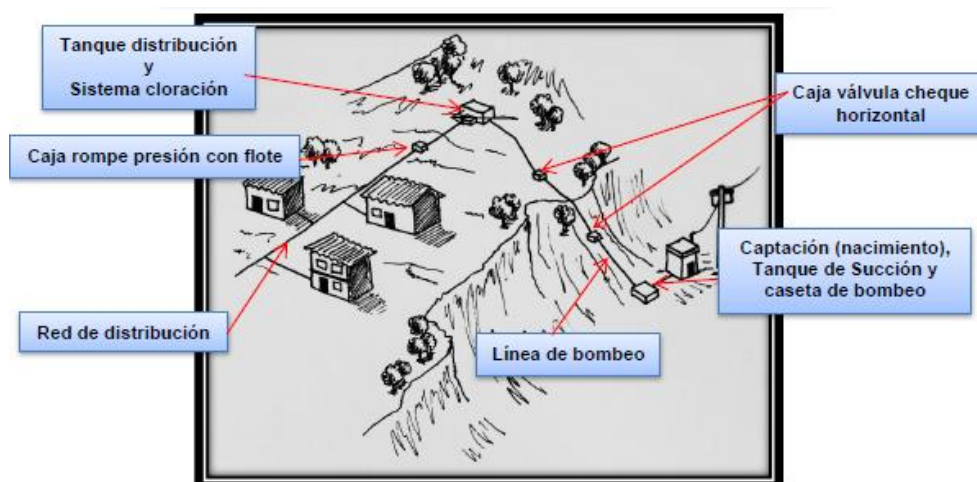 Tanque distribución
y
Sistema cloración
Caja válvula cheque
horizontal
Caja rompe presión con flote
Captación (nacimiento),
Tanque de Succión y
caseta de bombeo
Red de distribución
Línea de bombeo